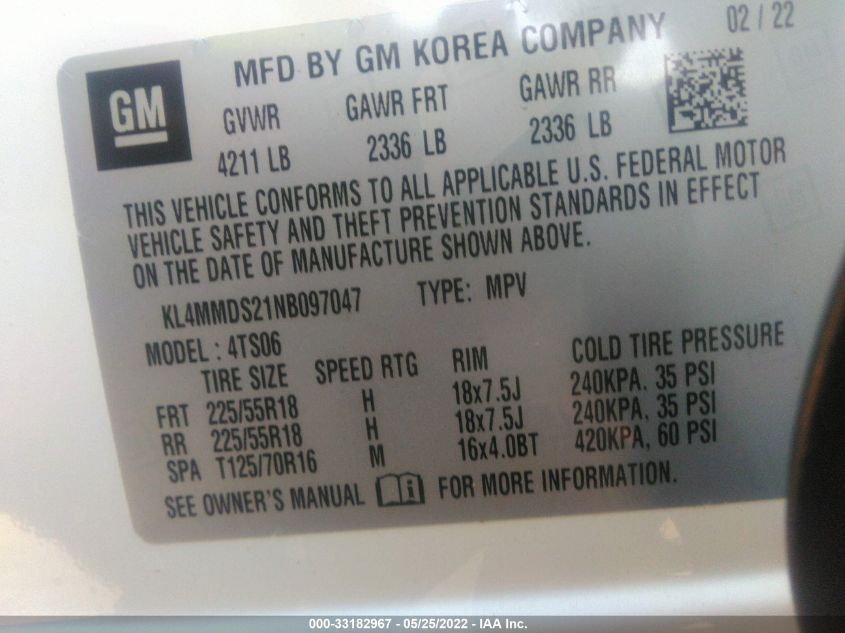 MFD BY GM KOREA COMPANY 02 / 22
GM
GVWR GAWR FRT GAWR RR
4211 LB 2336 LB 2336 LB
THIS VEHICLE CONFORMS TO ALL APPLICABLE U.S. FEDERAL MOTOR
VEHICLE SAFETY AND THEFT PREVENTION STANDARDS IN EFFECT
ON THE DATE OF MANUFACTURE SHOWN ABOVE.
KL4MMDS21NB097047 TYPE: MPV
MODEL : 4TS06
TIRE SIZE SPEED RTG RIM COLD TIRE PRESSURE
FRT 225/55R18 H 18x7.5J 240KPA, 35 PSI
RR 225/55R18 H 18x7.5J 240KPA, 35 PSI
SPA T125/70R16 M 16x4.0BT 420KPA, 60 PSI
SEE OWNER'S MANUAL FOR MORE INFORMATION.
000-33182967 - 05/25/2022 - IAA Inc.